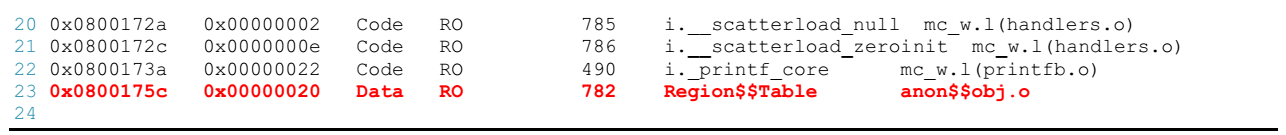 20 0x0800172a 0x00000002 Code RO 785 i.__scatterload_null mc_w.l(handlers.o)
21 0x0800172c 0x0000000e Code RO 786 i.__scatterload_zeroinit mc_w.l(handlers.o)
22 0x0800173a 0x00000022 Code RO 490 i._printf_core mc_w.l(printfb.o)
23 0x0800175c 0x00000020 Data RO 782 Region$$Table anon$$obj.o
24